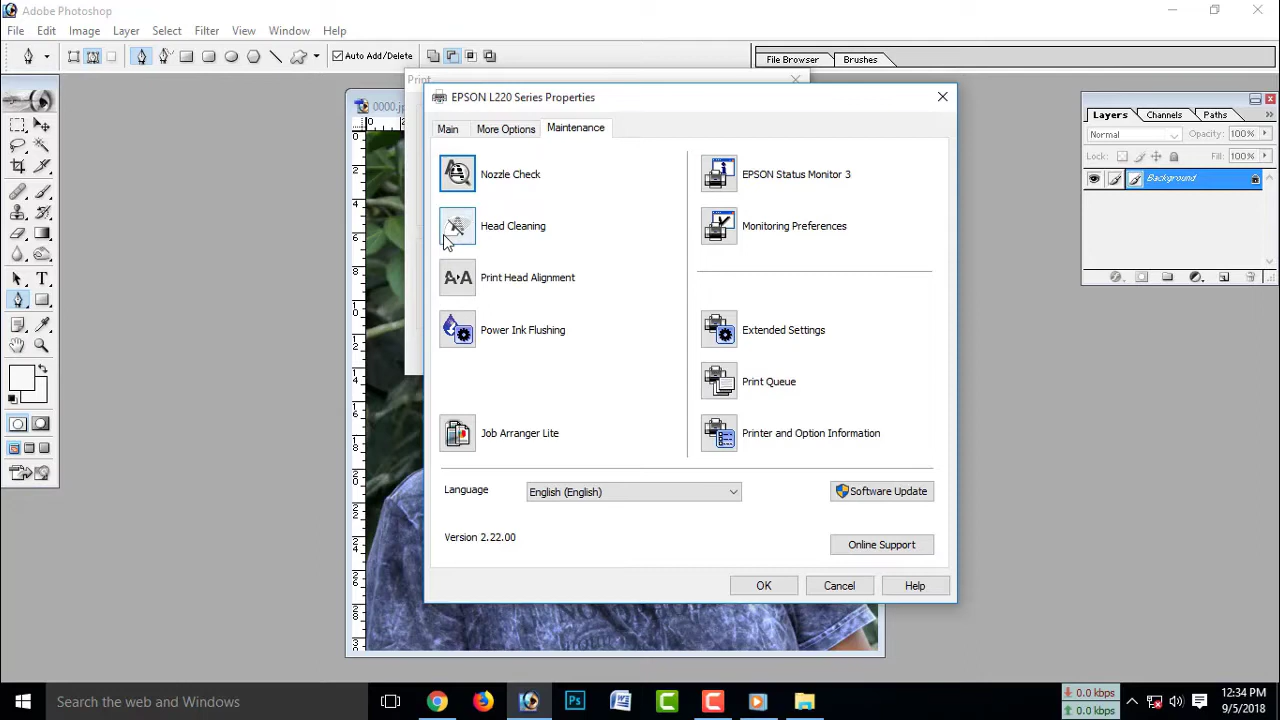 Adobe Photoshop
File Edit Image Layer Select Filter View Window Help
Auto Add/Delete
File Browser Brushes
Print
0000.j
EPSON L220 Series Properties
Main More Options Maintenance
Nozzle Check
Head Cleaning
Print Head Alignment
Power Ink Flushing
Job Arranger Lite
EPSON Status Monitor 3
Monitoring Preferences
Extended Settings
Print Queue
Printer and Option Information
Language English (English) Software Update
Version 2.22.00
Online Support
OK Cancel Help
Layers Channels Paths
Normal Opacity: 100%
Lock: Fill: 100%
Background
Search the web and Windows
0.0 kbps
0.0 kbps
12:34 PM
9/5/2018